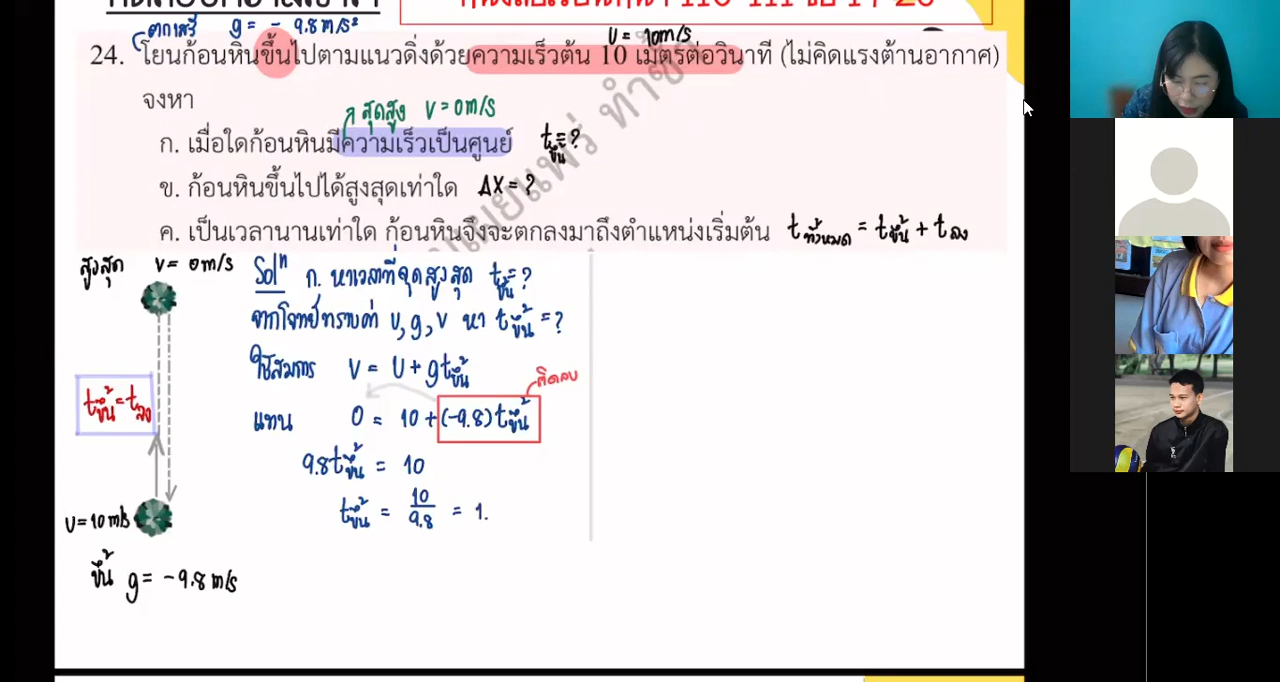 ตกเสรี g = - 9.8 m/s²
u = 10 m/s
24. โยนก้อนหินขึ้นไปตามแนวดิ่งด้วยความเร็วต้น 10 เมตรต่อวินาที (ไม่คิดแรงต้านอากาศ)
จงหา
สุดสูง v = 0 m/s
ก. เมื่อใดก้อนหินมีความเร็วเป็นศูนย์ tขึ้น = ?
ข. ก้อนหินขึ้นไปได้สูงสุดเท่าใด Δx = ?
ค. เป็นเวลานานเท่าใด ก้อนหินจึงจะตกลงมาถึงตำแหน่งเริ่มต้น tทั้งหมด = tขึ้น + tลง
สูงสุด v = 0 m/s
Solⁿ ก. หาเวลาที่จุดสูงสุด tขึ้น = ?
จากโจทย์ทราบค่า u, g, v หา tขึ้น = ?
ใช้สมการ v = u + gtขึ้น
ติดลบ
tขึ้น = tลง
แทน 0 = 10 + (-9.8) tขึ้น
9.8tขึ้น = 10
tขึ้น = 10/9.8 = 1.
u = 10 m/s
ขึ้น g = -9.8 m/s